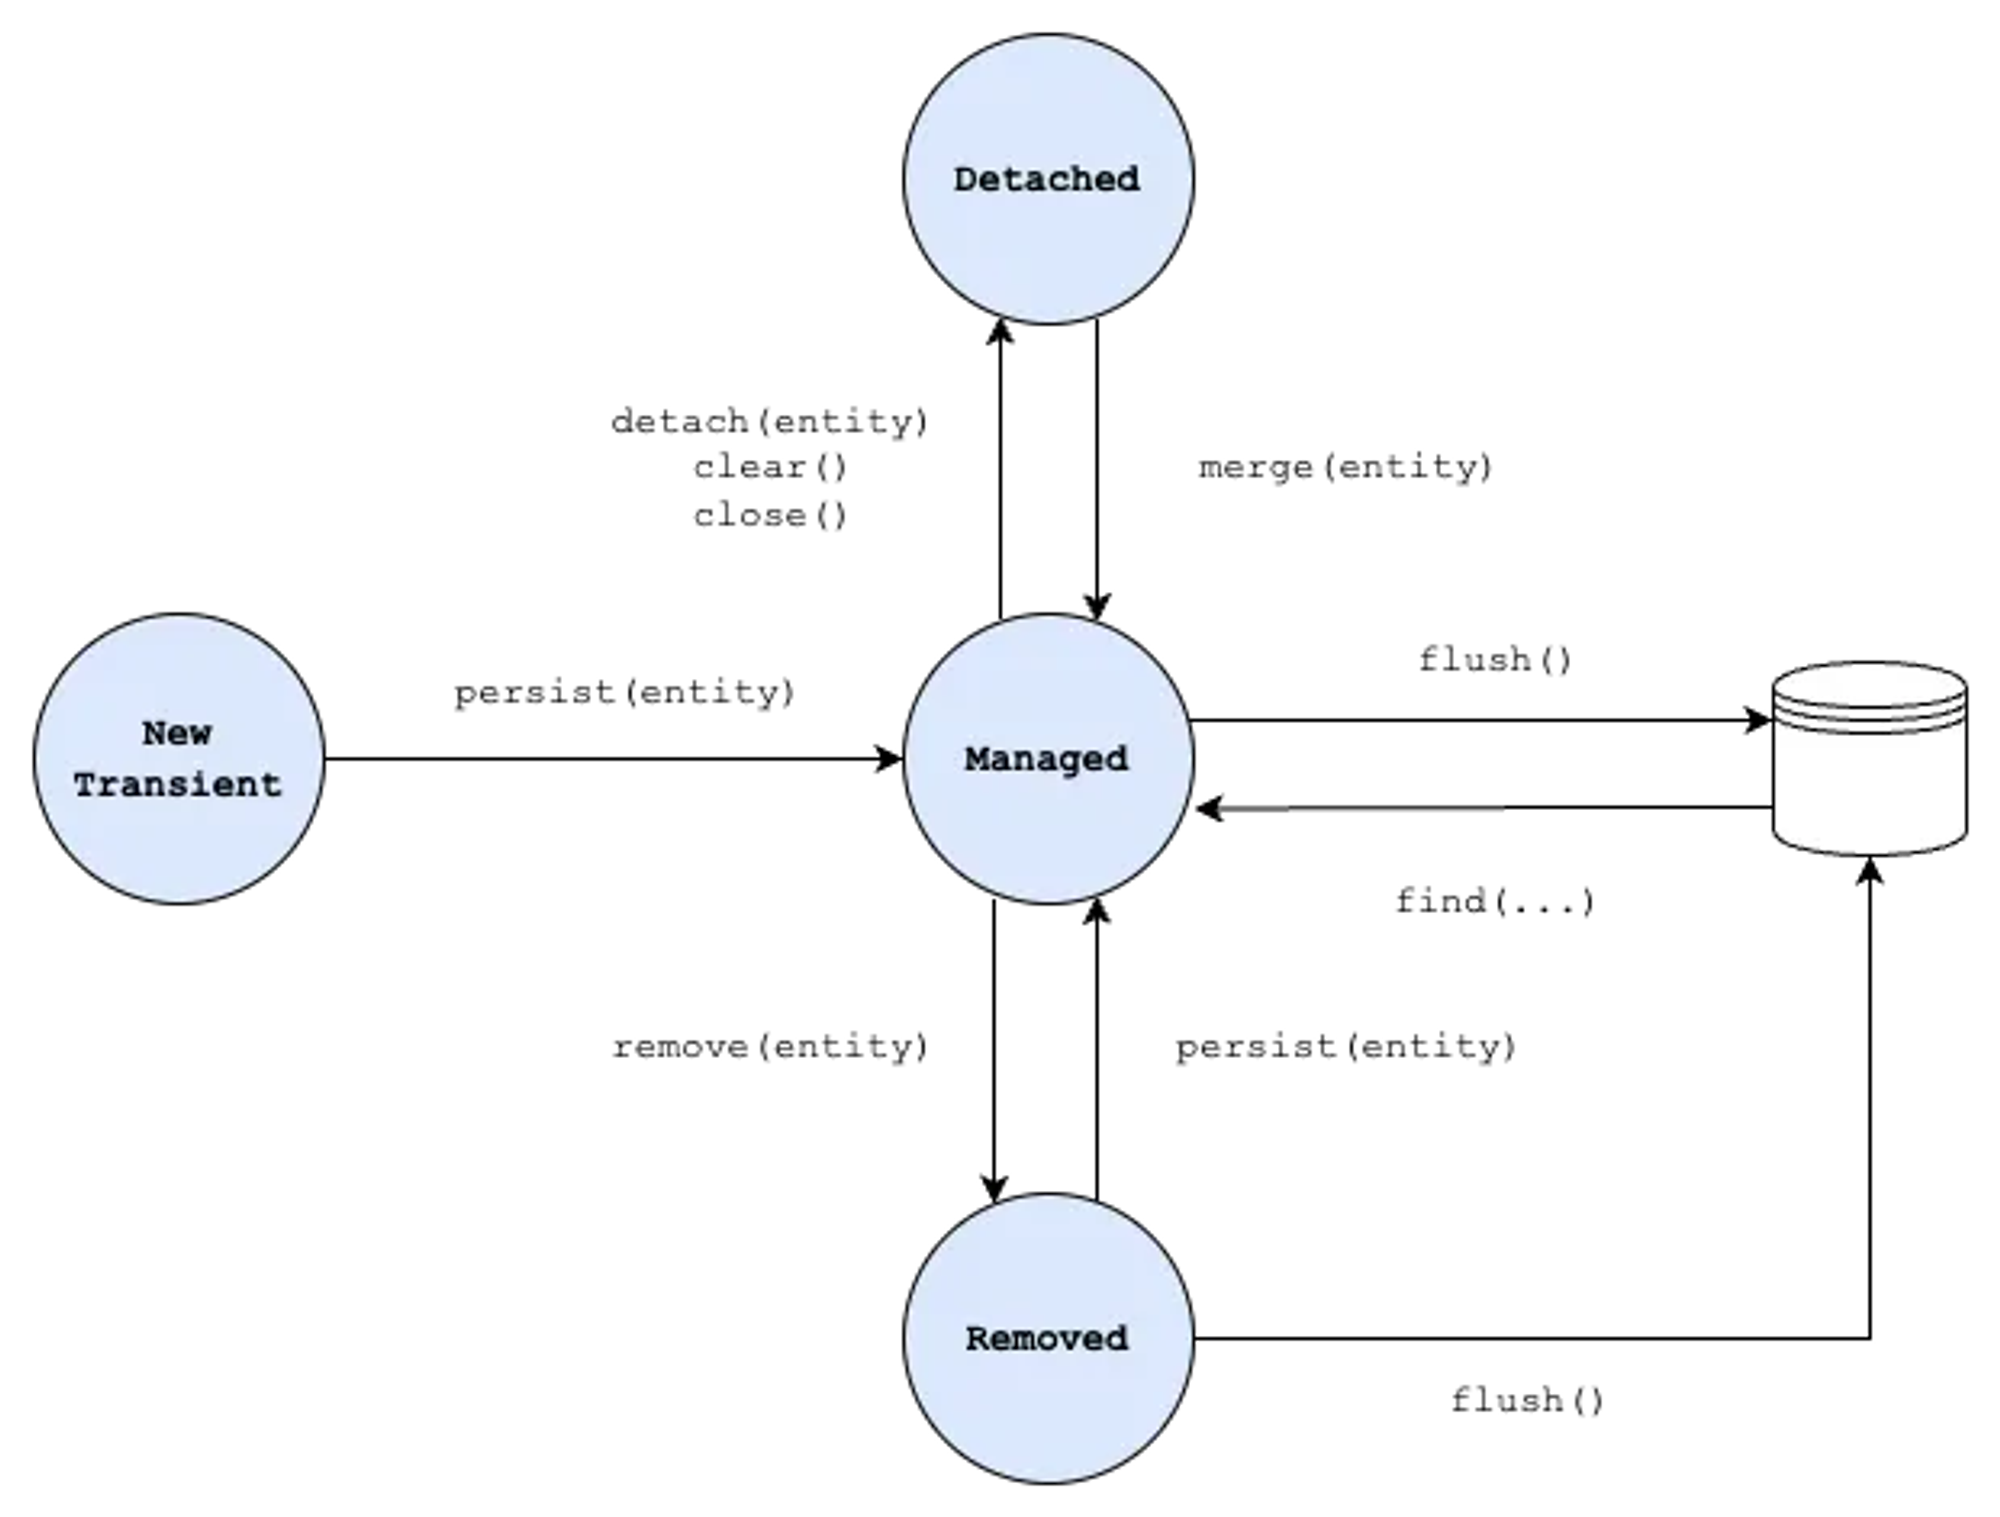 Detached
detach(entity)
clear()
close()
merge(entity)
flush()
persist(entity)
New
Transient
Managed
find(...)
remove(entity)
persist(entity)
Removed
flush()